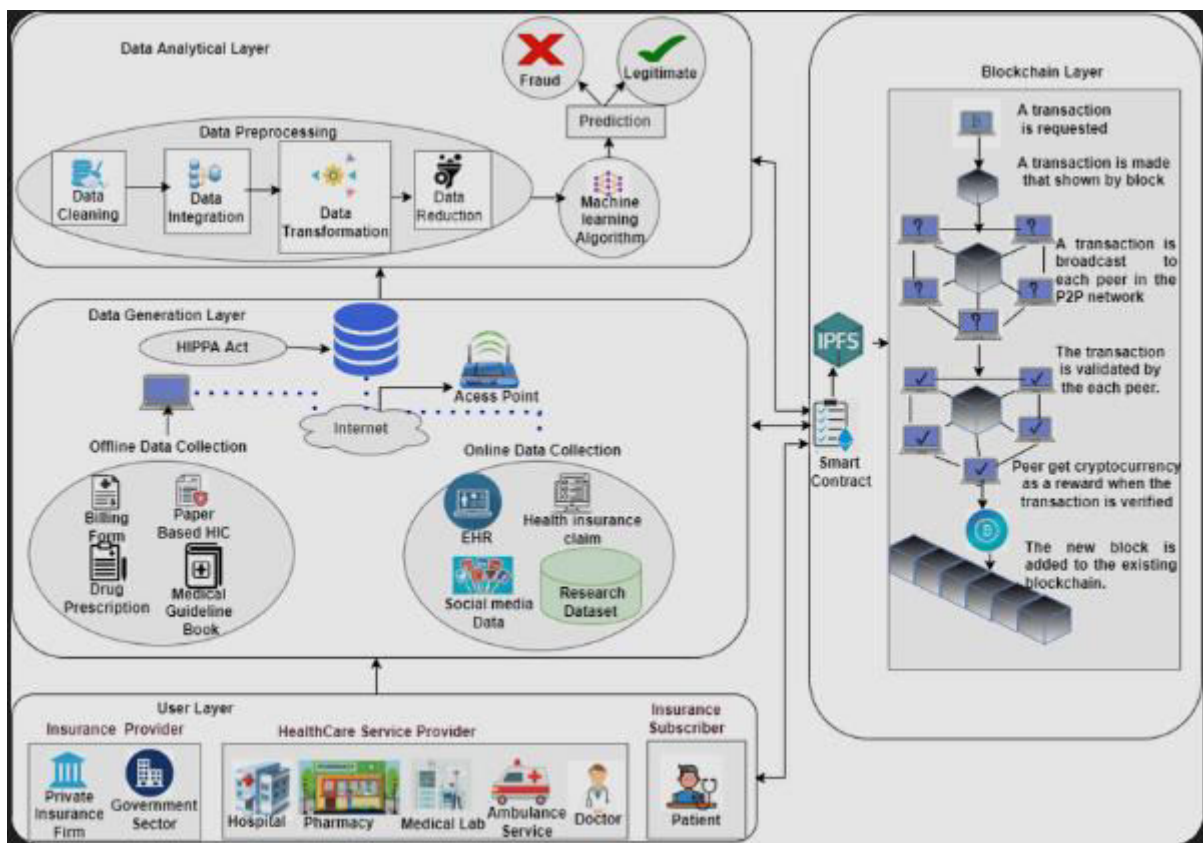 Data Analytical Layer
Fraud
Legitimate
Prediction
Data Preprocessing
Data
Cleaning
Data
Integration
Data
Transformation
Data
Reduction
Machine
learning
Algorithm
Data Generation Layer
HIPPA Act
Acess Point
Internet
Offline Data Collection
Billing
Form
Paper
Based HIC
Drug
Prescription
Medical
Guideline
Book
Online Data Collection
EHR
Health insurance
claim
Social media
Data
Research
Dataset
User Layer
Insurance Provider
Private
Insurance
Firm
Government
Sector
HealthCare Service Provider
Hospital
PHARMACY
Pharmacy
Medical Lab
Ambulance
Service
Doctor
Insurance
Subscriber
Patient
IPFS
Smart
Contract
Blockchain Layer
B
A transaction
is requested
A transaction is made
that shown by block
? ?
? ?
?
A transaction is
broadcast to
each peer in the
P2P network
The transaction
is validated by
the each peer.
Peer get cryptocurrency
as a reward when the
transaction is verified
B
The new block is
added to the existing
blockchain.